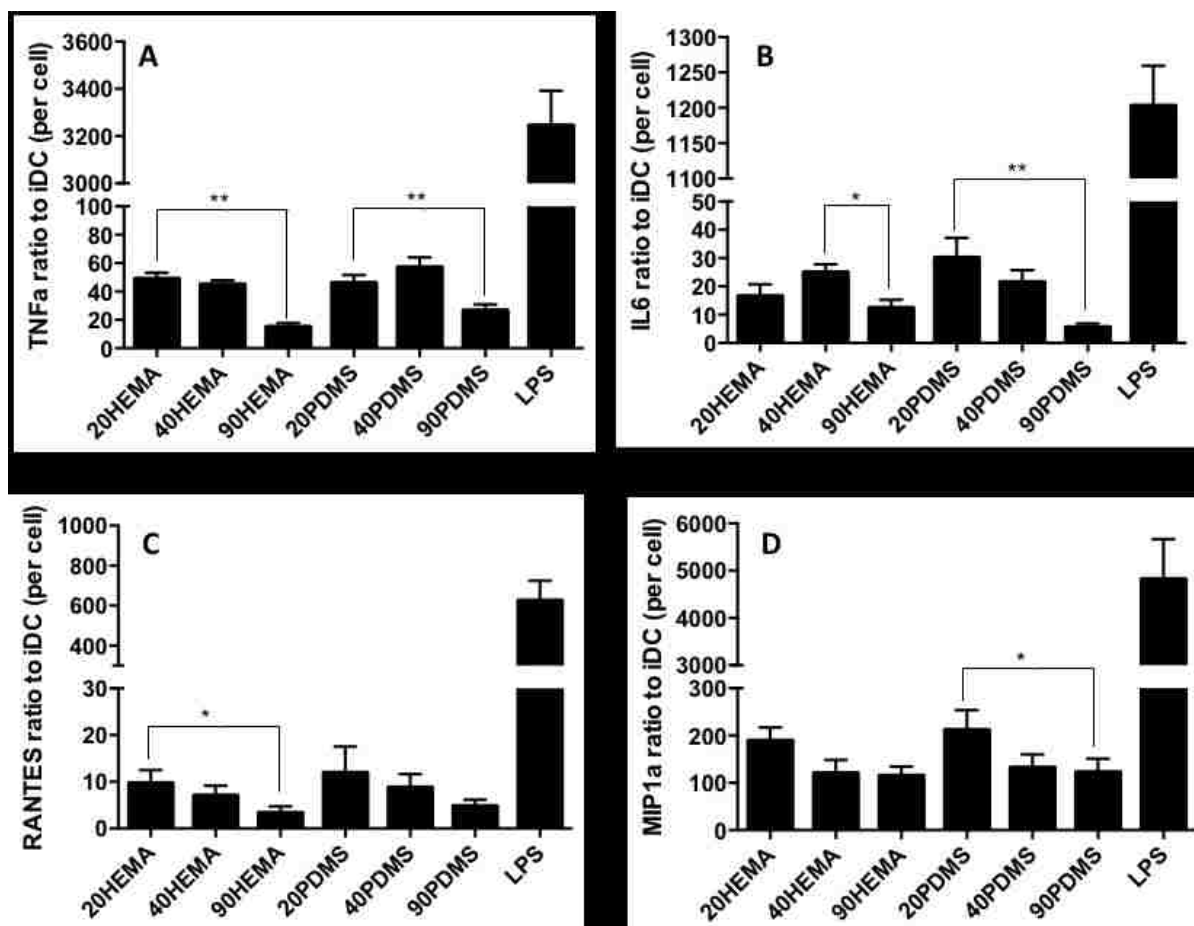 A
TNFa ratio to iDC (per cell)
3600
3400
3200
3000
100
80
60
40
20
0
**
**
20HEMA
40HEMA
90HEMA
20PDMS
40PDMS
90PDMS
LPS
B
IL6 ratio to iDC (per cell)
1300
1250
1200
1150
1100
50
40
30
20
10
0
*
**
20HEMA
40HEMA
90HEMA
20PDMS
40PDMS
90PDMS
LPS
C
RANTES ratio to iDC (per cell)
1000
800
600
400
30
20
10
0
*
20HEMA
40HEMA
90HEMA
20PDMS
40PDMS
90PDMS
LPS
D
MIP1a ratio to iDC (per cell)
6000
5000
4000
3000
300
200
100
0
*
20HEMA
40HEMA
90HEMA
20PDMS
40PDMS
90PDMS
LPS